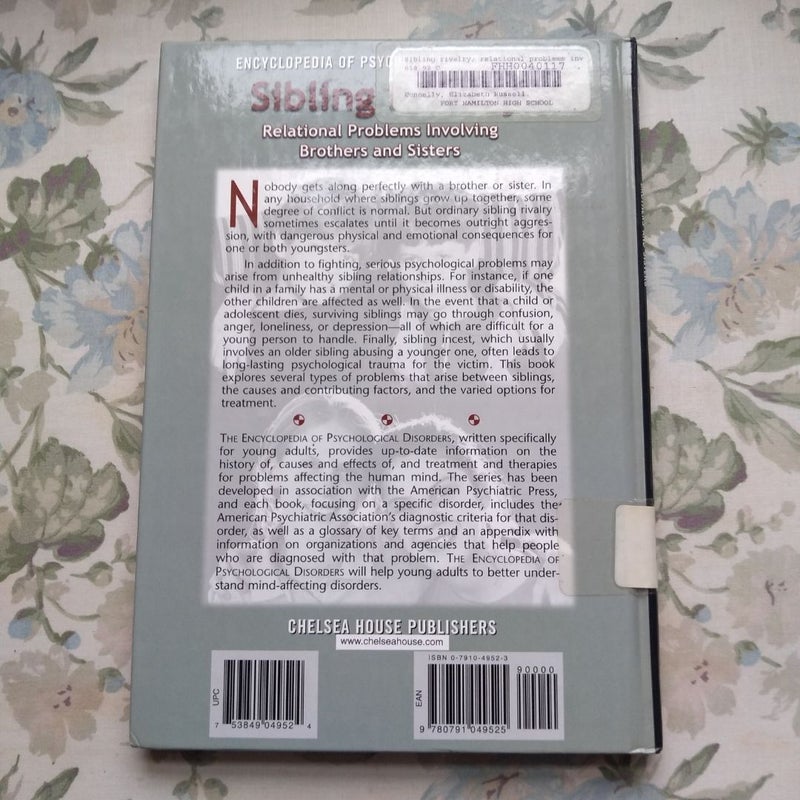 ENCYCLOPEDIA OF PSYC
Sibling rivelry, relational problems inv
FHH0040117
Connelly, Elizabeth Russell.
FORT HAMILTON HIGH SCHOOL
Sibling
Relational Problems Involving
Brothers and Sisters
Nobody gets along perfectly with a brother or sister. In
any household where siblings grow up together, some
degree of conflict is normal. But ordinary sibling rivalry
sometimes escalates until it becomes outright aggres-
sion, with dangerous physical and emotional consequences for
one or both youngsters.
In addition to fighting, serious psychological problems may
arise from unhealthy sibling relationships. For instance, if one
child in a family has a mental or physical illness or disability, the
other children are affected as well. In the event that a child or
adolescent dies, surviving siblings may go through confusion,
anger, loneliness, or depression—all of which are difficult for a
young person to handle. Finally, sibling incest, which usually
involves an older sibling abusing a younger one, often leads to
long-lasting psychological trauma for the victim. This book
explores several types of problems that arise between siblings,
the causes and contributing factors, and the varied options for
treatment.
THE ENCYCLOPEDIA OF PSYCHOLOGICAL DISORDERS, written specifically
for young adults, provides up-to-date information on the
history of, causes and effects of, and treatment and therapies
for problems affecting the human mind. The series has been
developed in association with the American Psychiatric Press,
and each book, focusing on a specific disorder, includes the
American Psychiatric Association's diagnostic criteria for that dis-
order, as well as a glossary of key terms and an appendix with
information on organizations and agencies that help people
who are diagnosed with that problem. THE ENCYCLOPEDIA OF
PSYCHOLOGICAL DISORDERS will help young adults to better under-
stand mind-affecting disorders.
CHELSEA HOUSE PUBLISHERS
www.chelseahouse.com
UPC
7 53849 04952 4
ISBN 0-7910-4952-3
90000
EAN
9 780791 049525